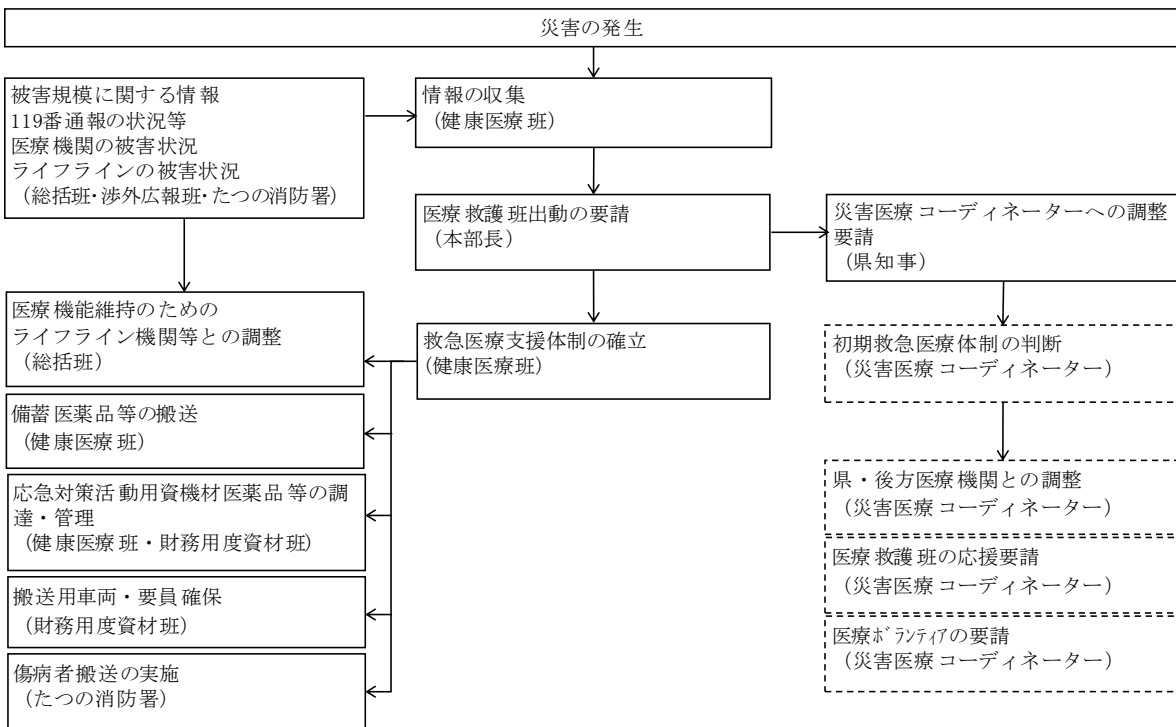 災害の発生
被害規模に関する情報
119番通報の状況等
医療機関の被害状況
ライフラインの被害状況
（総括班・渉外広報班・たつの消防署）
情報の収集
（健康医療班）
医療救護班出動の要請
（本部長）
災害医療コーディネーターへの調整
要請
（県知事）
医療機能維持のための
ライフライン機関等との調整
（総括班）
救急医療支援体制の確立
（健康医療班）
初期救急医療体制の判断
（災害医療コーディネーター）
備蓄医薬品等の搬送
（健康医療班）
応急対策活動用資機材医薬品等の調
達・管理
（健康医療班・財務用度資材班）
搬送用車両・要員確保
（財務用度資材班）
傷病者搬送の実施
（たつの消防署）
県・後方医療機関との調整
（災害医療コーディネーター）
医療救護班の応援要請
（災害医療コーディネーター）
医療ﾎﾞﾗﾝﾃｨｱの要請
（災害医療コーディネーター）